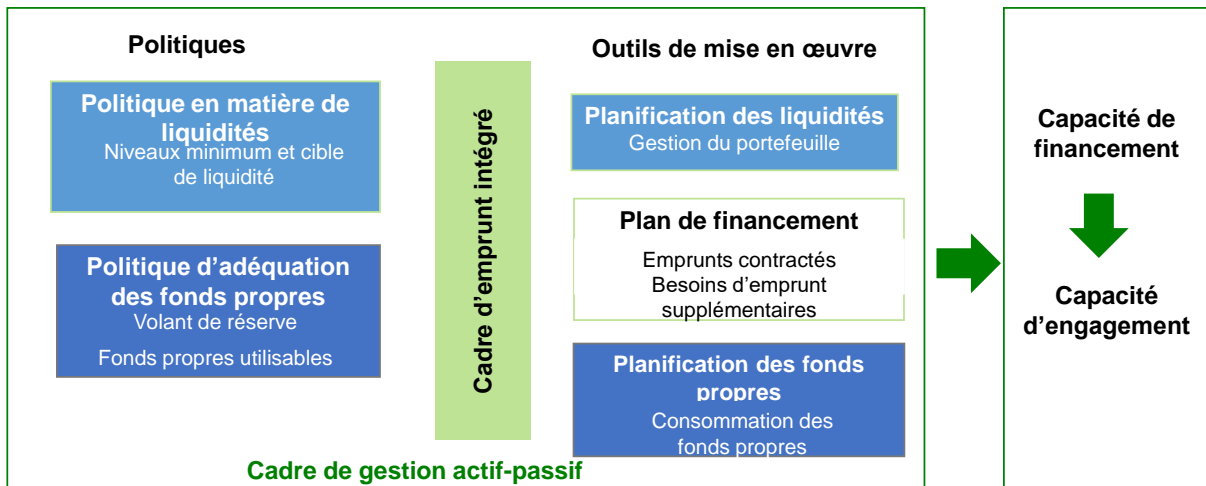 Politiques
Politique en matière de
liquidités
Niveaux minimum et cible
de liquidité
Politique d'adéquation
des fonds propres
Volant de réserve
Fonds propres utilisables
Cadre d'emprunt intégré
Outils de mise en œuvre
Planification des liquidités
Gestion du portefeuille
Plan de financement
Emprunts contractés
Besoins d'emprunt
supplémentaires
Planification des fonds
propres
Consommation des
fonds propres
Cadre de gestion actif-passif
Capacité de
financement
Capacité
d'engagement